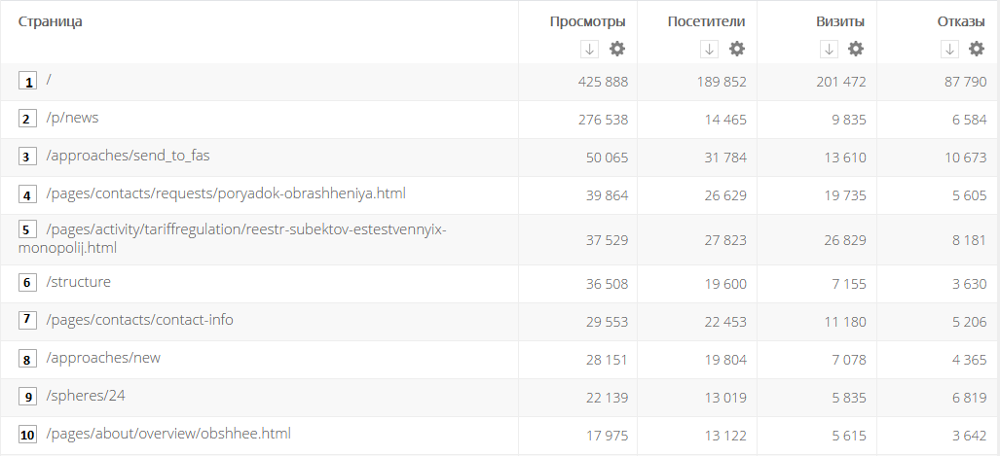 Страница Просмотры Посетители Визиты Отказы
1 / 425 888 189 852 201 472 87 790
2 /p/news 276 538 14 465 9 835 6 584
3 /approaches/send_to_fas 50 065 31 784 13 610 10 673
4 /pages/contacts/requests/poryadok-obrashheniya.html 39 864 26 629 19 735 5 605
5 /pages/activity/tariffregulation/reestr-subektov-estestvennyix-
monopolij.html 37 529 27 823 26 829 8 181
6 /structure 36 508 19 600 7 155 3 630
7 /pages/contacts/contact-info 29 553 22 453 11 180 5 206
8 /approaches/new 28 151 19 804 7 078 4 365
9 /spheres/24 22 139 13 019 5 835 6 819
10 /pages/about/overview/obshhee.html 17 975 13 122 5 615 3 642